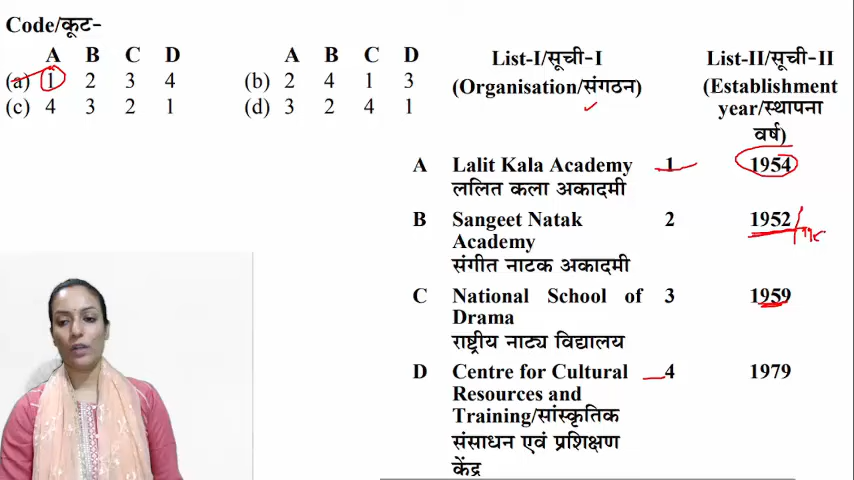 Code/कूट-
A B C D
(a) 1 2 3 4
(c) 4 3 2 1
A B C D
(b) 2 4 1 3
(d) 3 2 4 1
List-I/सूची-I
(Organisation/संगठन)
List-II/सूची-II
(Establishment
year/स्थापना
वर्ष)
A Lalit Kala Academy 1 1954
ललित कला अकादमी
B Sangeet Natak 2 1952
Academy
संगीत नाटक अकादमी
C National School of 3 1959
Drama
राष्ट्रीय नाट्य विद्यालय
D Centre for Cultural 4 1979
Resources and
Training/सांस्कृतिक
संसाधन एवं प्रशिक्षण
केंद्र